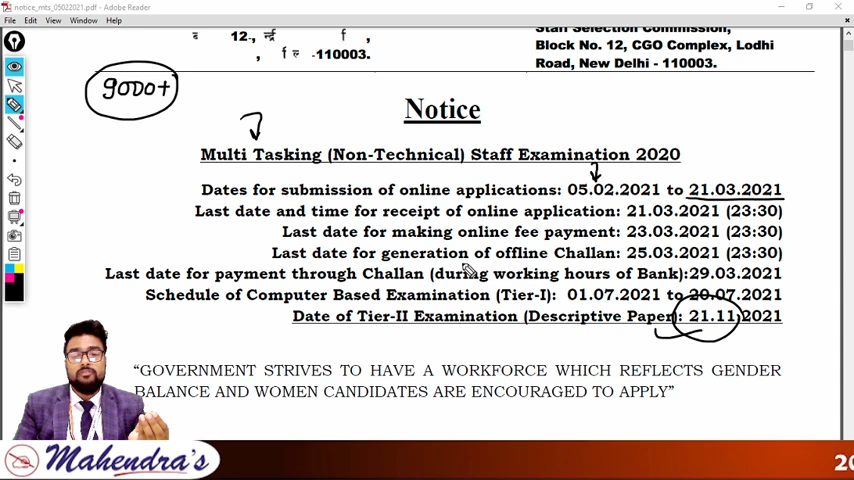 notice_mts_05022021.pdf - Adobe Reader
File Edit View Window Help
Staff Selection Commission,
12-, Block No. 12, CGO Complex, Lodhi
-110003. Road, New Delhi - 110003.
9000+
Notice
Multi Tasking (Non-Technical) Staff Examination 2020
Dates for submission of online applications: 05.02.2021 to 21.03.2021
Last date and time for receipt of online application: 21.03.2021 (23:30)
Last date for making online fee payment: 23.03.2021 (23:30)
Last date for generation of offline Challan: 25.03.2021 (23:30)
Last date for payment through Challan (during working hours of Bank):29.03.2021
Schedule of Computer Based Examination (Tier-I): 01.07.2021 to 20.07.2021
Date of Tier-II Examination (Descriptive Paper): 21.11.2021
“GOVERNMENT STRIVES TO HAVE A WORKFORCE WHICH REFLECTS GENDER
BALANCE AND WOMEN CANDIDATES ARE ENCOURAGED TO APPLY”
Mahendra's
20